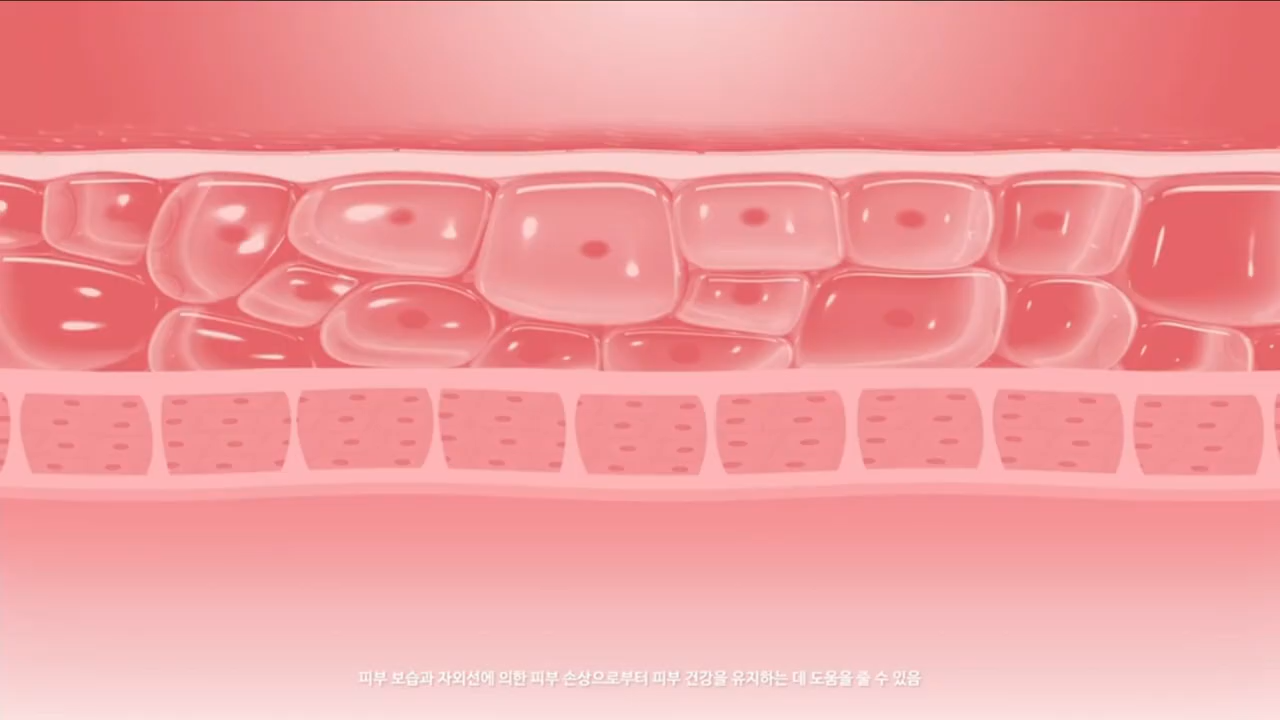 피부 보습과 자외선에 의한 피부 손상으로부터 피부 건강을 유지하는 데 도움을 줄 수 있음